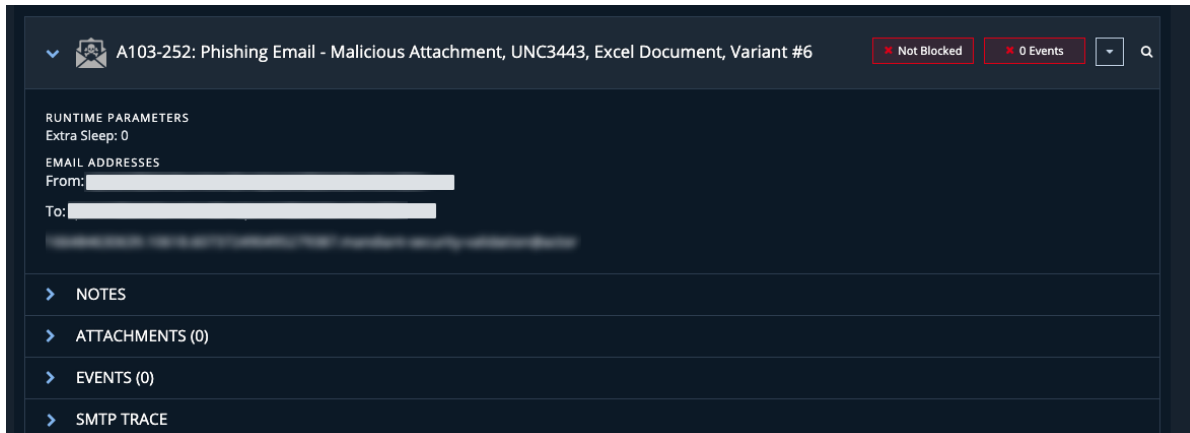 A103-252: Phishing Email - Malicious Attachment, UNC3443, Excel Document, Variant #6 Not Blocked 0 Events
RUNTIME PARAMETERS
Extra Sleep: 0
EMAIL ADDRESSES
From:
To:
NOTES
ATTACHMENTS (0)
EVENTS (0)
SMTP TRACE